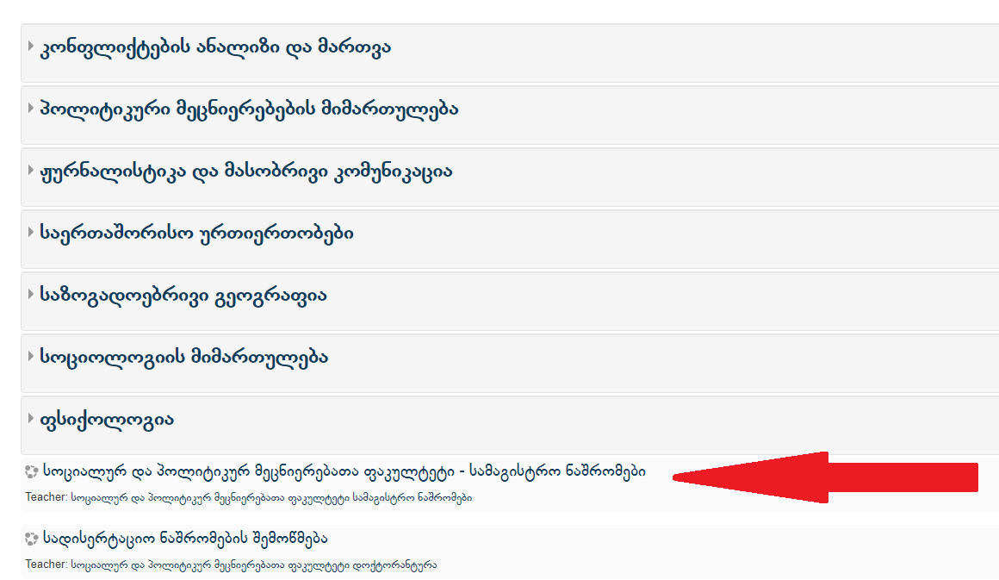 კონფლიქტების ანალიზი და მართვა
პოლიტიკური მეცნიერებების მიმართულება
ჟურნალისტიკა და მასობრივი კომუნიკაცია
საერთაშორისო ურთიერთობები
საზოგადოებრივი გეოგრაფია
სოციოლოგიის მიმართულება
ფსიქოლოგია
სოციალურ და პოლიტიკურ მეცნიერებათა ფაკულტეტი - სამაგისტრო ნაშრომები
Teacher: სოციალურ და პოლიტიკურ მეცნიერებათა ფაკულტეტი სამაგისტრო ნაშრომები
სადისერტაციო ნაშრომების შემოწმება
Teacher: სოციალურ და პოლიტიკურ მეცნიერებათა ფაკულტეტი დოქტორანტურა